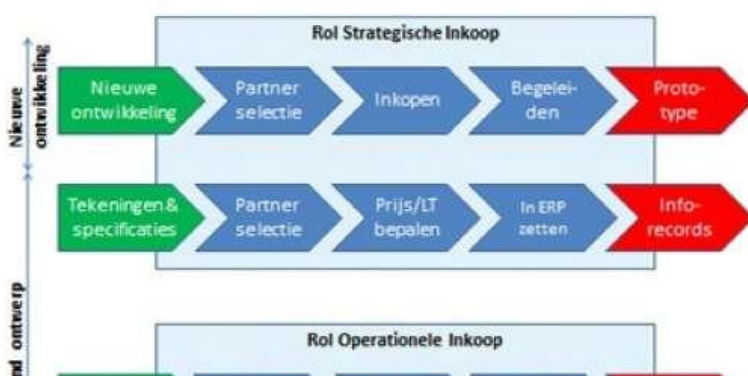 Rol Strategische Inkoop
Nieuwe
ontwikkeling
Nieuwe
ontwikkeling
Partner
selectie
Inkopen
Begelei-
den
Proto-
type
Tekeningen &
specificaties
Partner
selectie
Prijs/LT
bepalen
In ERP
zetten
Info-
records
ontwerp
Rol Operationele Inkoop